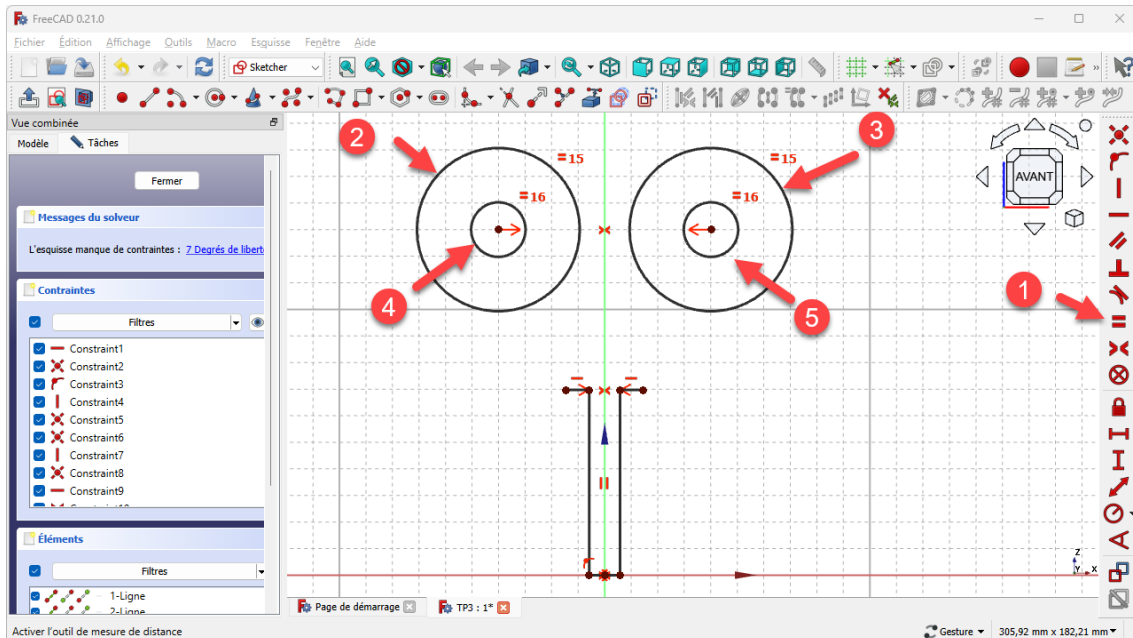 FreeCAD 0.21.0
Fichier Édition Affichage Outils Macro Esquisse Fenêtre Aide
Sketcher
»
Vue combinée
Modèle Tâches
Fermer
Messages du solveur
L'esquisse manque de contraintes : 7 Degrés de liberté
Contraintes
Filtres
Constraint1
Constraint2
Constraint3
Constraint4
Constraint5
Constraint6
Constraint7
Constraint8
Constraint9
Éléments
Filtres
1-Ligne
2-Ligne
2
3
=15
=15
=16
=16
4
5
1
AVANT
Z
Y X
Page de démarrage
TP3 : 1*
Activer l'outil de mesure de distance
Gesture
305,92 mm x 182,21 mm